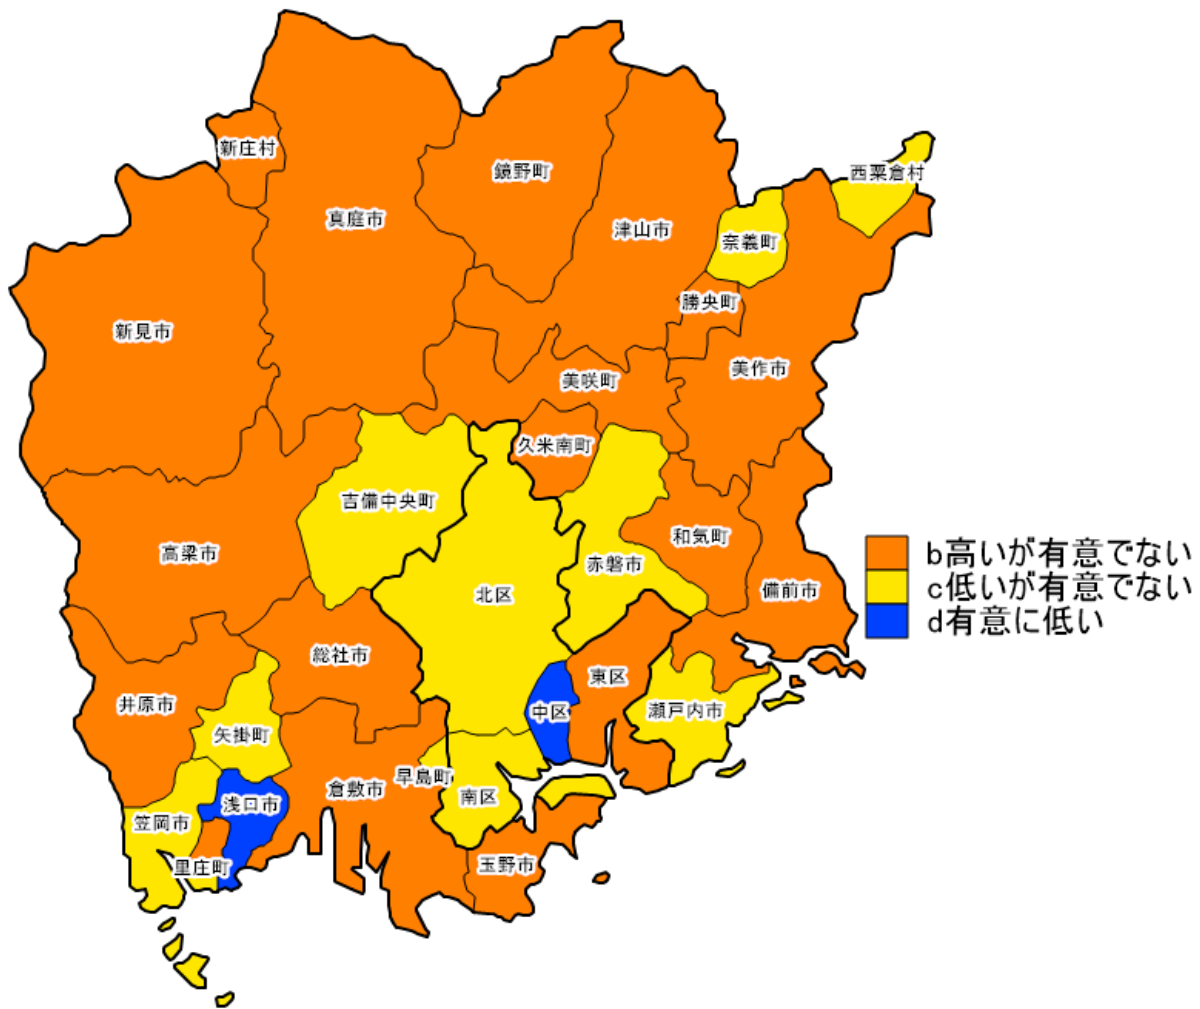 新庄村
鏡野町
西粟倉村
真庭市
津山市
奈義町
勝央町
新見市
美作市
美咲町
久米南町
吉備中央町
和気町
高梁市
赤磐市
備前市
北区
総社市
東区
井原市
中区
瀬戸内市
矢掛町
早島町
倉敷市
南区
浅口市
笠岡市
里庄町
玉野市
b高いが有意でない
c低いが有意でない
d有意に低い